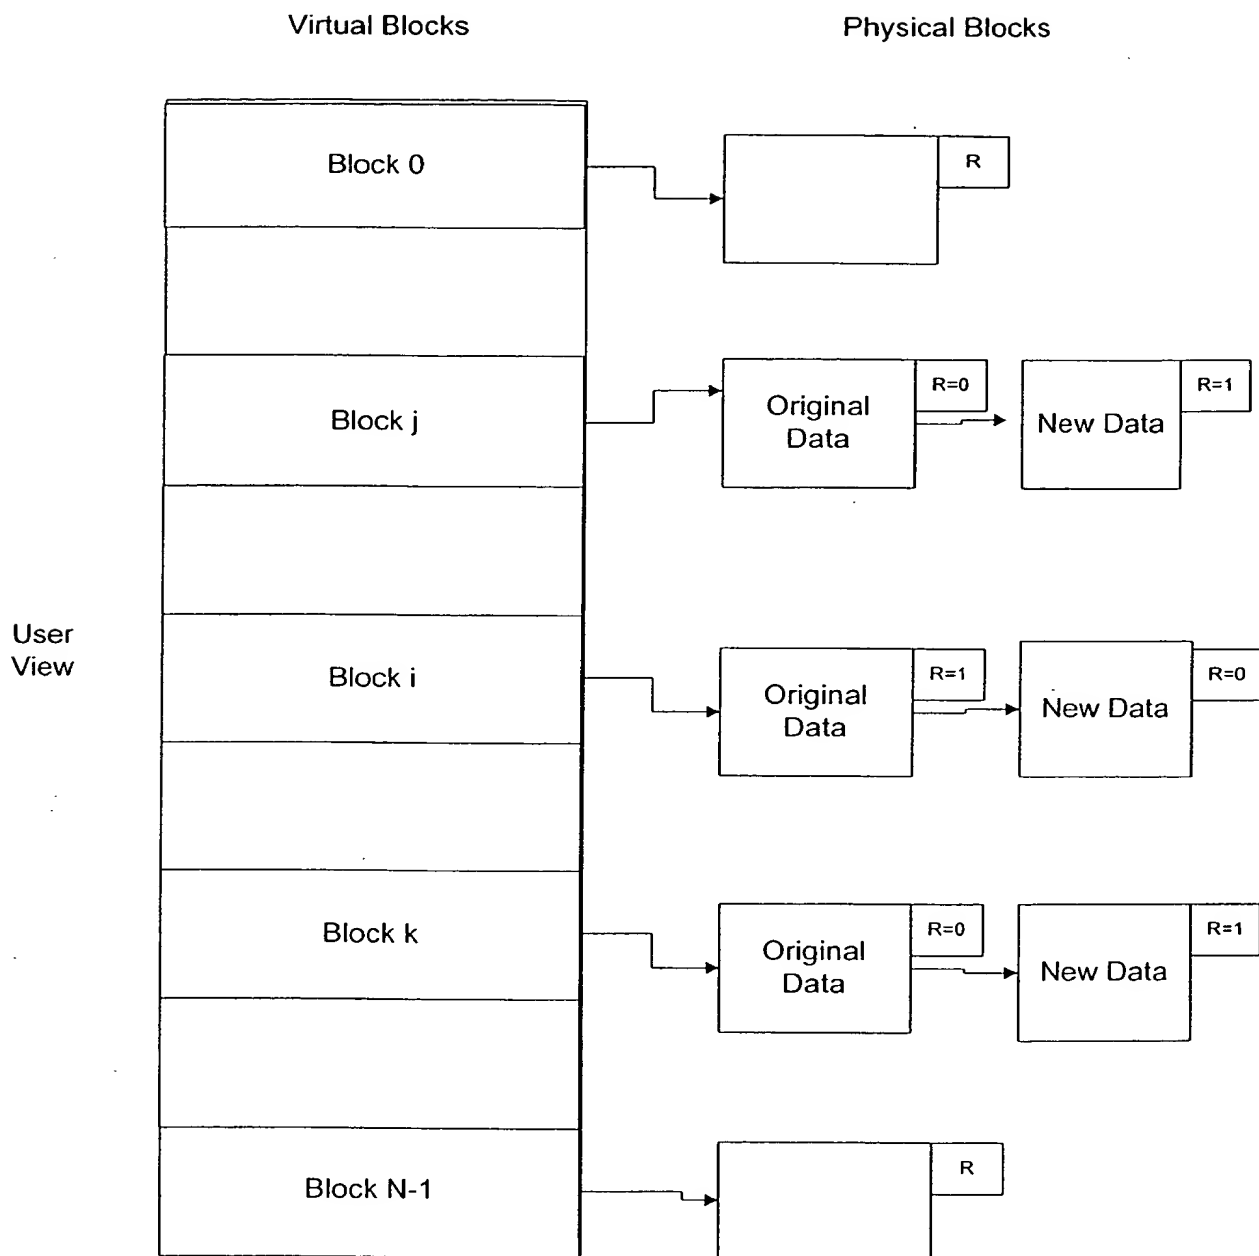 Virtual Blocks
Physical Blocks
Block 0
R
Block j
Original
Data
R=0
New Data
R=1
User
View
Block i
Original
Data
R=1
New Data
R=0
Block k
Original
Data
R=0
New Data
R=1
Block N-1
R